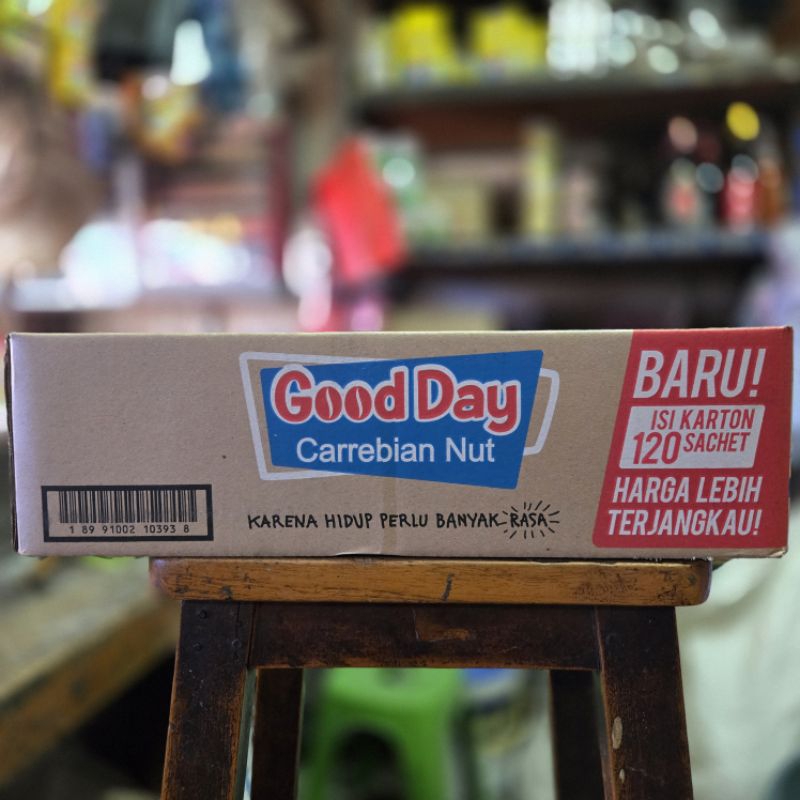 Good Day
Carrebian Nut
KARENA HIDUP PERLU BANYAK RASA
1 89 91002 10393 8
BARU!
ISI KARTON
120 SACHET
HARGA LEBIH
TERJANGKAU!